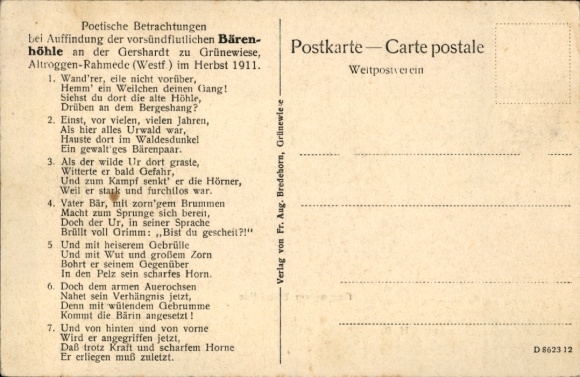 Poetische Betrachtungen
bei Auffindung der vorsündflutlichen Bären-
höhle an der Gershardt zu Grünewiese,
Altroggen-Rahmede (Westf.) im Herbst 1911.
1. Wand'rer, eile nicht vorüber,
Hemm' ein Weilchen deinen Gang!
Siehst du dort die alte Höhle,
Drüben an dem Bergeshang?
2. Einst, vor vielen, vielen Jahren,
Als hier alles Urwald war,
Hauste dort im Waldesdunkel
Ein gewalt'ges Bärenpaar.
3. Als der wilde Ur dort graste,
Witterte er bald Gefahr,
Und zum Kampf senkt' er die Hörner,
Weil er stark und furchtlos war.
4. Vater Bär, mit zorn'gem Brummen
Macht zum Sprunge sich bereit,
Doch der Ur, in seiner Sprache
Brüllt voll Grimm: „Bist du gescheit?!"
5 Und mit heiserem Gebrülle
Und mit Wut und großem Zorn
Bohrt er seinem Gegenüber
In den Pelz sein scharfes Horn.
6. Doch dem armen Auerochsen
Nahet sein Verhängnis jetzt,
Denn mit wütendem Gebrumme
Kommt die Bärin angesetzt!
7. Und von hinten und von vorne
Wird er angegriffen jetzt,
Daß trotz Kraft und scharfem Horne
Er erliegen muß zuletzt.
Verlag von Fr. Aug. Bredehorn, Grünewiese
Postkarte — Carte postale
Weltpostverein
D 8623 12